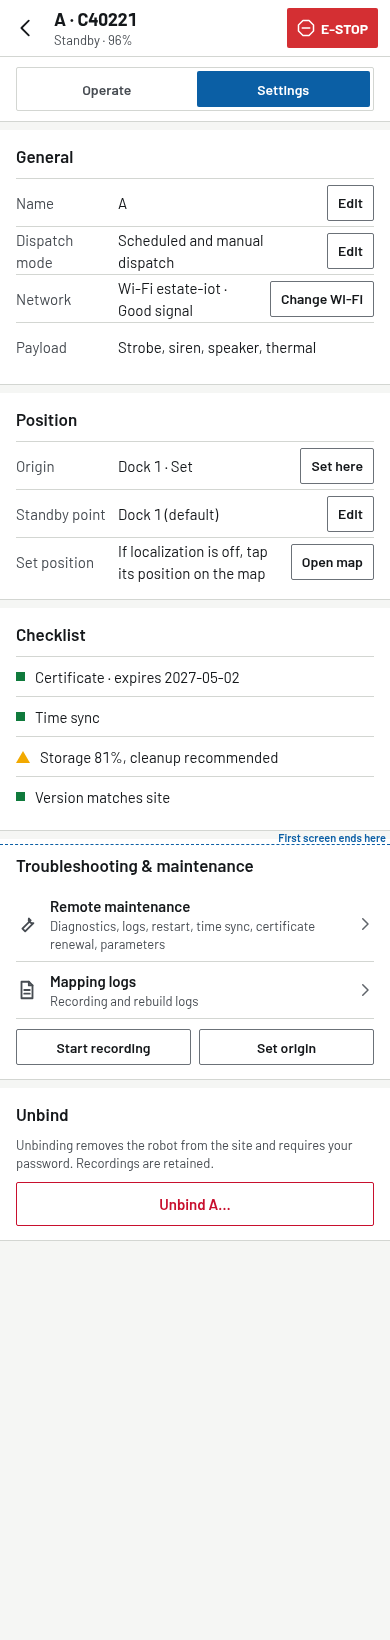 A · C40221
Standby · 96%
E-STOP
Operate
Settings
General
Name
A
Edit
Dispatch
mode
Scheduled and manual
dispatch
Edit
Network
Wi-Fi estate-iot ·
Good signal
Change Wi-Fi
Payload
Strobe, siren, speaker, thermal
Position
Origin
Dock 1 · Set
Set here
Standby point
Dock 1 (default)
Edit
Set position
If localization is off, tap
its position on the map
Open map
Checklist
Certificate · expires 2027-05-02
Time sync
Storage 81%, cleanup recommended
Version matches site
First screen ends here
Troubleshooting & maintenance
Remote maintenance
Diagnostics, logs, restart, time sync, certificate
renewal, parameters
Mapping logs
Recording and rebuild logs
Start recording
Set origin
Unbind
Unbinding removes the robot from the site and requires your
password. Recordings are retained.
Unbind A...